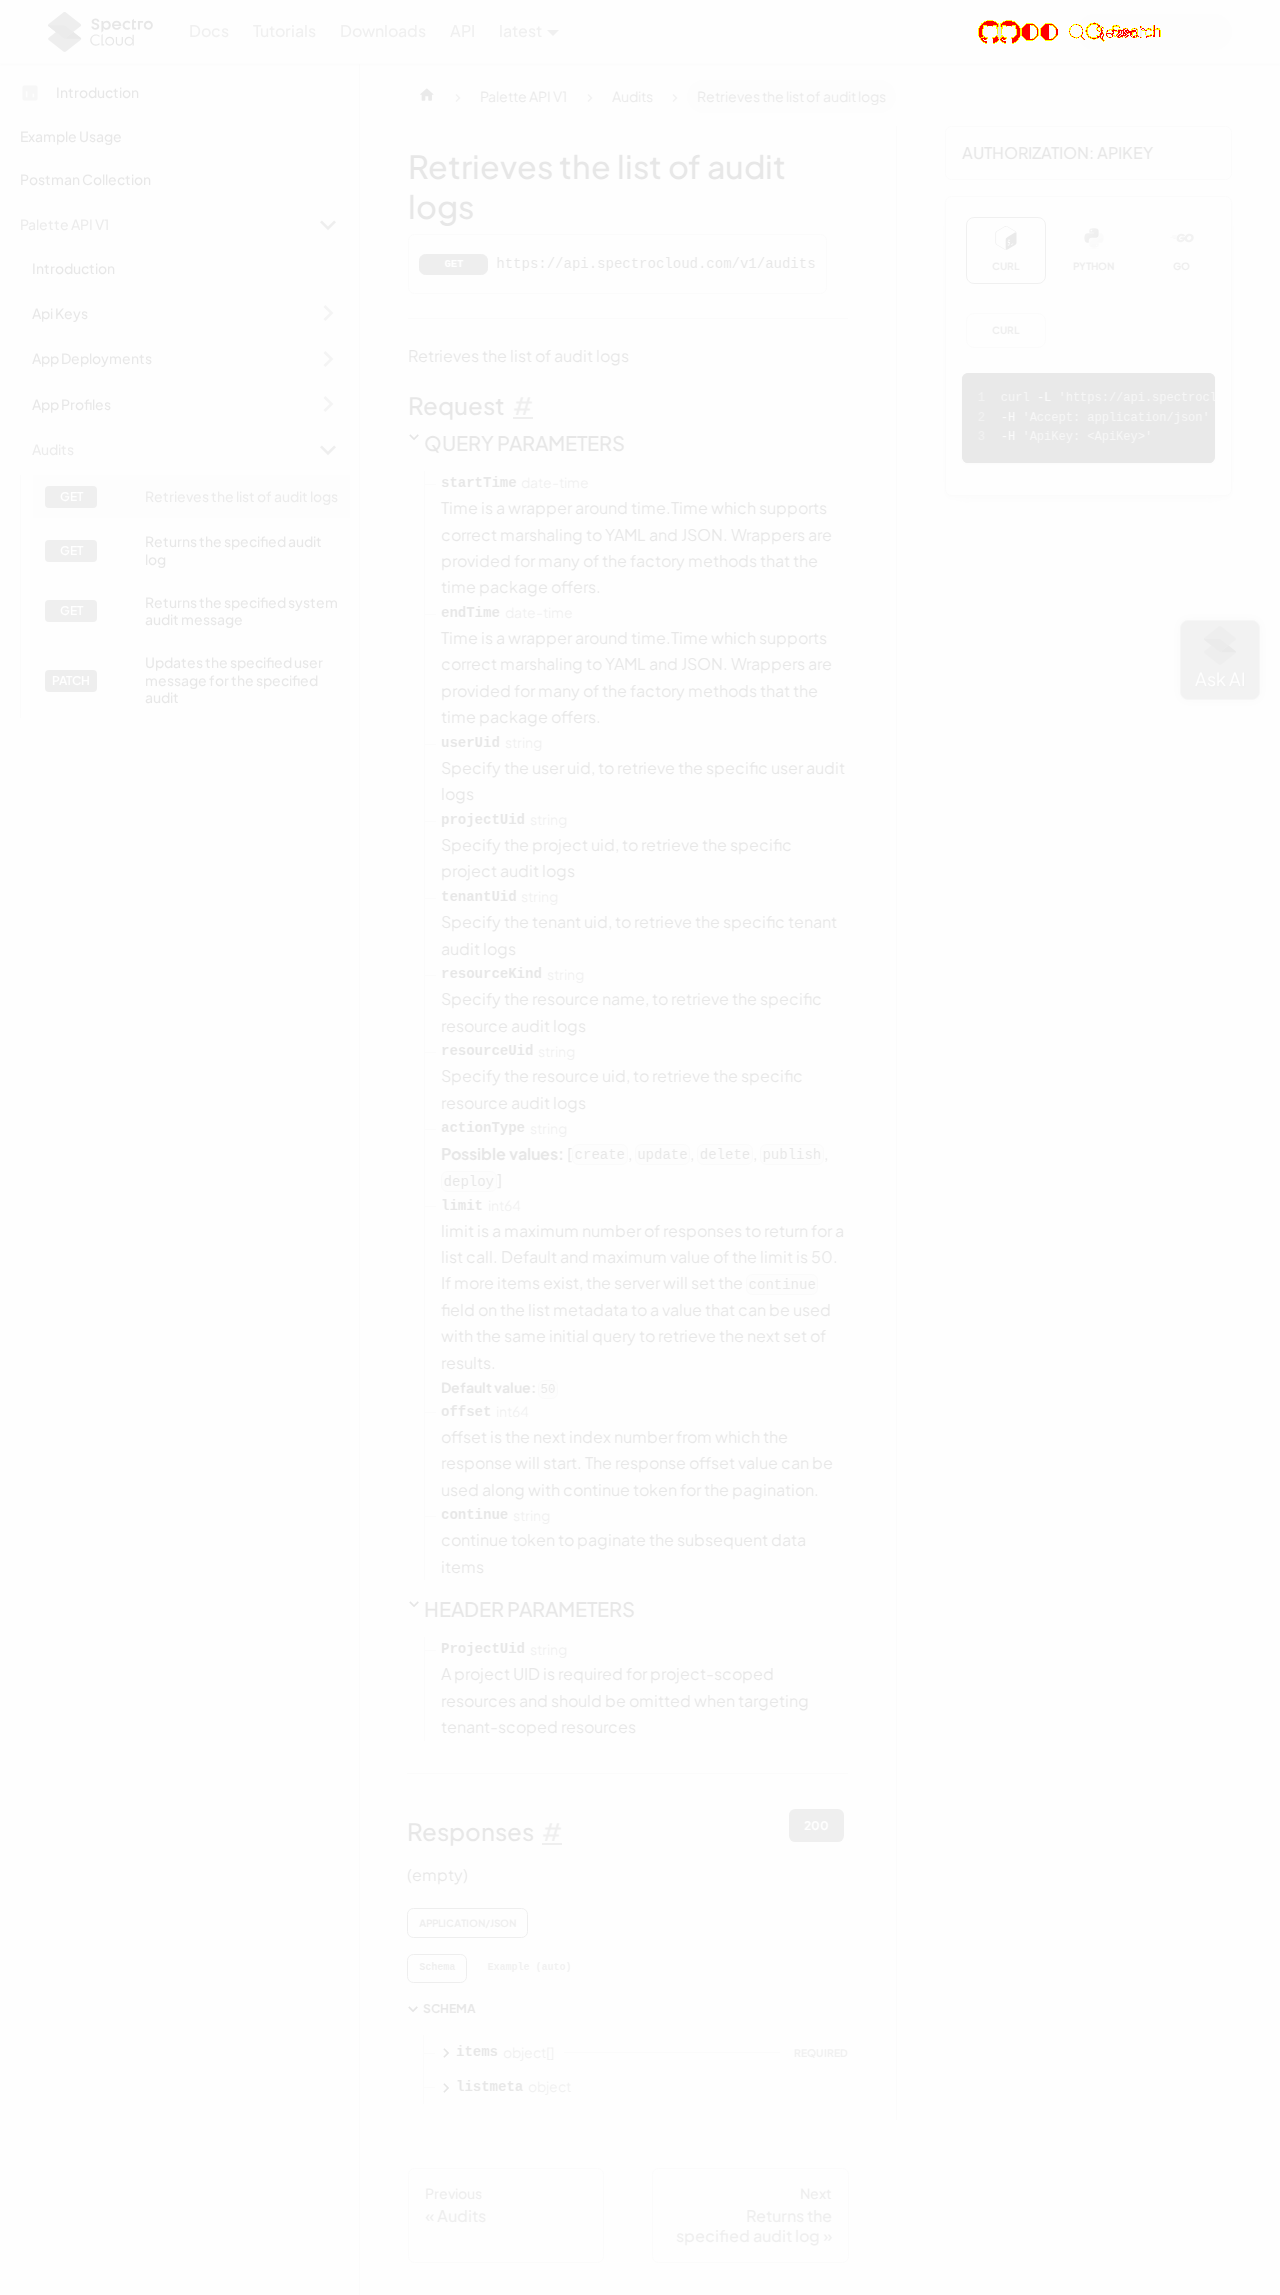 Spectro
Cloud
Docs
Tutorials
Downloads
API
latest
Search
Introduction
Example Usage
Postman Collection
Palette API V1
Introduction
Api Keys
App Deployments
App Profiles
Audits
GET Retrieves the list of audit logs
GET Returns the specified audit
log
GET Returns the specified system
audit message
PATCH Updates the specified user
message for the specified
audit
Palette API V1
Audits
Retrieves the list of audit logs
Retrieves the list of audit
logs
GET https://api.spectrocloud.com/v1/audits
Retrieves the list of audit logs
Request #
QUERY PARAMETERS
startTime date-time
Time is a wrapper around time.Time which supports
correct marshaling to YAML and JSON. Wrappers are
provided for many of the factory methods that the
time package offers.
endTime date-time
Time is a wrapper around time.Time which supports
correct marshaling to YAML and JSON. Wrappers are
provided for many of the factory methods that the
time package offers.
userUid string
Specify the user uid, to retrieve the specific user audit
logs
projectUid string
Specify the project uid, to retrieve the specific
project audit logs
tenantUid string
Specify the tenant uid, to retrieve the specific tenant
audit logs
resourceKind string
Specify the resource name, to retrieve the specific
resource audit logs
resourceUid string
Specify the resource uid, to retrieve the specific
resource audit logs
actionType string
Possible values: [create, update, delete, publish,
deploy]
limit int64
limit is a maximum number of responses to return for a
list call. Default and maximum value of the limit is 50.
If more items exist, the server will set the continue
field on the list metadata to a value that can be used
with the same initial query to retrieve the next set of
results.
Default value: 50
offset int64
offset is the next index number from which the
response will start. The response offset value can be
used along with continue token for the pagination.
continue string
continue token to paginate the subsequent data
items
HEADER PARAMETERS
ProjectUid string
A project UID is required for project-scoped
resources and should be omitted when targeting
tenant-scoped resources
Responses #
200
(empty)
APPLICATION/JSON
Schema
Example (auto)
SCHEMA
items object[] REQUIRED
listmeta object
Previous
« Audits
Next
Returns the
specified audit log »
AUTHORIZATION: APIKEY
CURL
PYTHON
GO
CURL
1 curl -L 'https://api.spectrocl
2 -H 'Accept: application/json'
3 -H 'ApiKey: <ApiKey>'
Ask AI